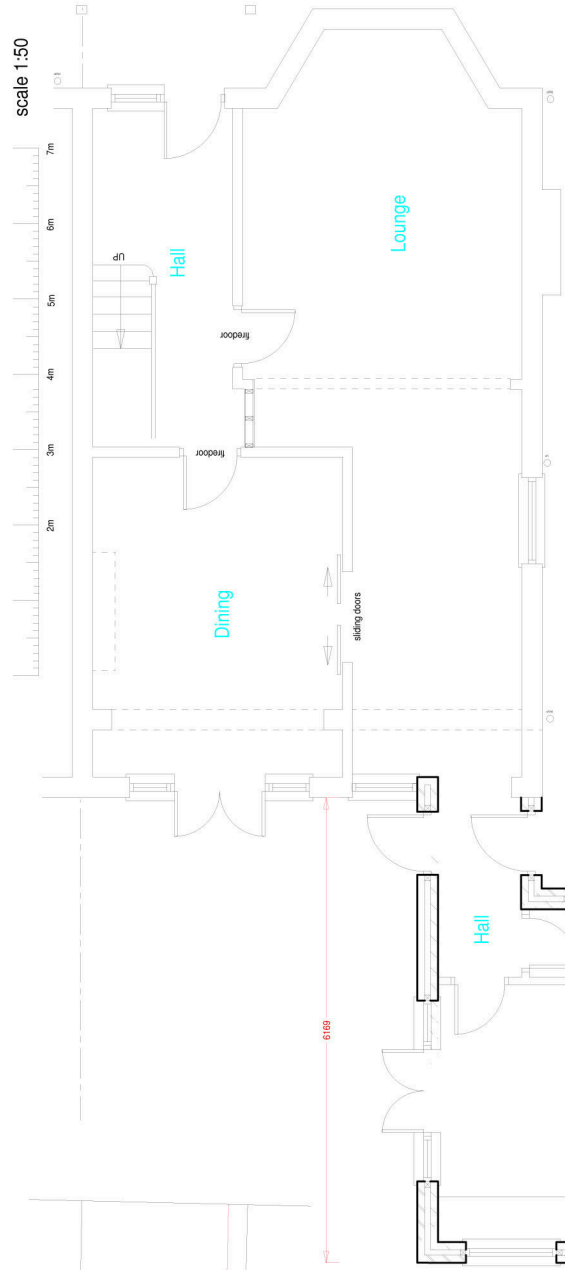 scale 1:50
7m
6m
5m
4m
3m
2m
UP
Hall
Lounge
firedoor
firedoor
Dining
sliding doors
Hall
6169